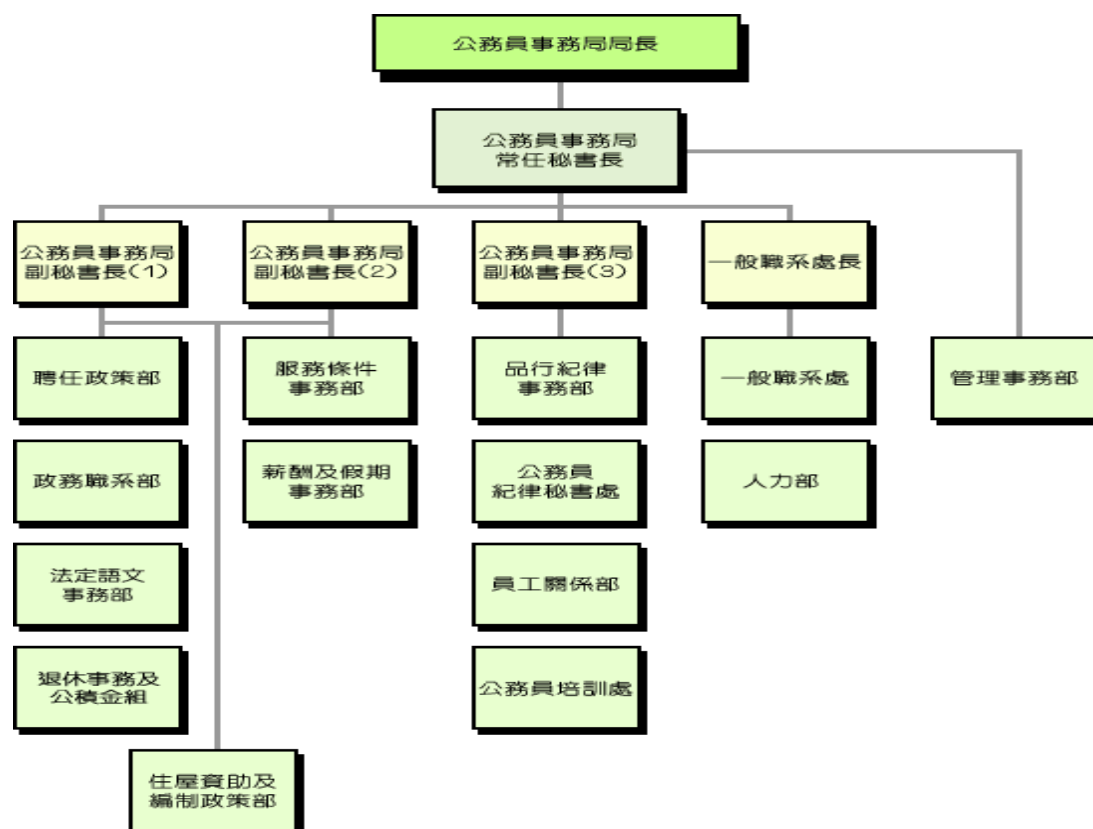 公務員事務局局長
公務員事務局
常任秘書長
公務員事務局
副秘書長(1)
公務員事務局
副秘書長(2)
公務員事務局
副秘書長(3)
一般職系處長
聘任政策部
服務條件
事務部
品行紀律
事務部
一般職系處
管理事務部
政務職系部
薪酬及假期
事務部
公務員
紀律秘書處
人力部
法定語文
事務部
員工關係部
退休事務及
公積金組
公務員培訓處
住屋資助及
編制政策部